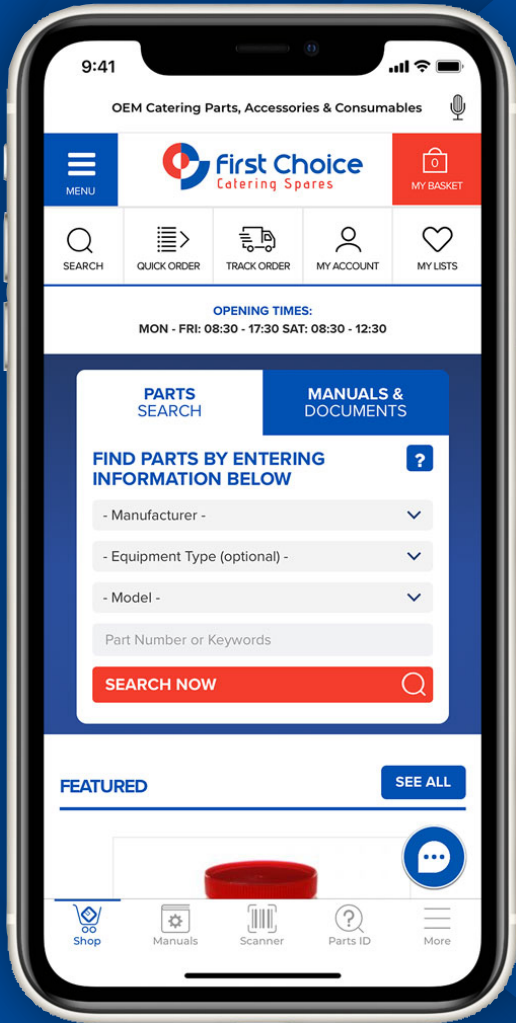 9:41
OEM Catering Parts, Accessories & Consumables
MENU
First Choice
Catering Spares
0
MY BASKET
SEARCH
QUICK ORDER
TRACK ORDER
MY ACCOUNT
MY LISTS
OPENING TIMES:
MON - FRI: 08:30 - 17:30 SAT: 08:30 - 12:30
PARTS
SEARCH
MANUALS &
DOCUMENTS
FIND PARTS BY ENTERING
INFORMATION BELOW
?
- Manufacturer -
- Equipment Type (optional) -
- Model -
Part Number or Keywords
SEARCH NOW
FEATURED
SEE ALL
Shop
Manuals
Scanner
Parts ID
More